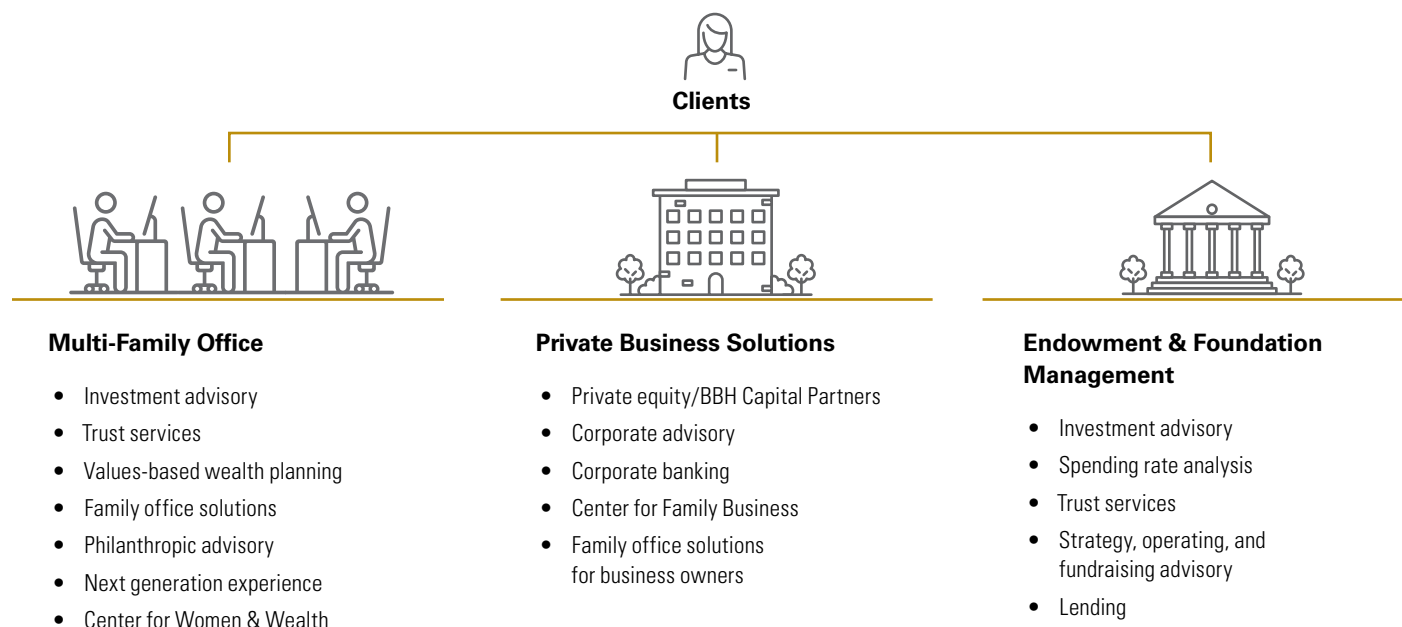 Clients
Multi-Family Office
• Investment advisory
• Trust services
• Values-based wealth planning
• Family office solutions
• Philanthropic advisory
• Next generation experience
• Center for Women & Wealth
Private Business Solutions
• Private equity/BBH Capital Partners
• Corporate advisory
• Corporate banking
• Center for Family Business
• Family office solutions
for business owners
Endowment & Foundation
Management
• Investment advisory
• Spending rate analysis
• Trust services
• Strategy, operating, and
fundraising advisory
• Lending